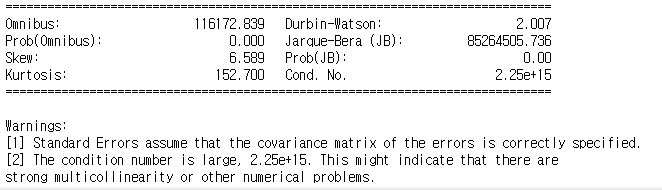 ==============================================================================
Omnibus: 116172.839 Durbin-Watson: 2.007
Prob(Omnibus): 0.000 Jarque-Bera (JB): 85264505.736
Skew: 6.589 Prob(JB): 0.00
Kurtosis: 152.700 Cond. No. 2.25e+15
==============================================================================
Warnings:
[1] Standard Errors assume that the covariance matrix of the errors is correctly specified.
[2] The condition number is large, 2.25e+15. This might indicate that there are
strong multicollinearity or other numerical problems.